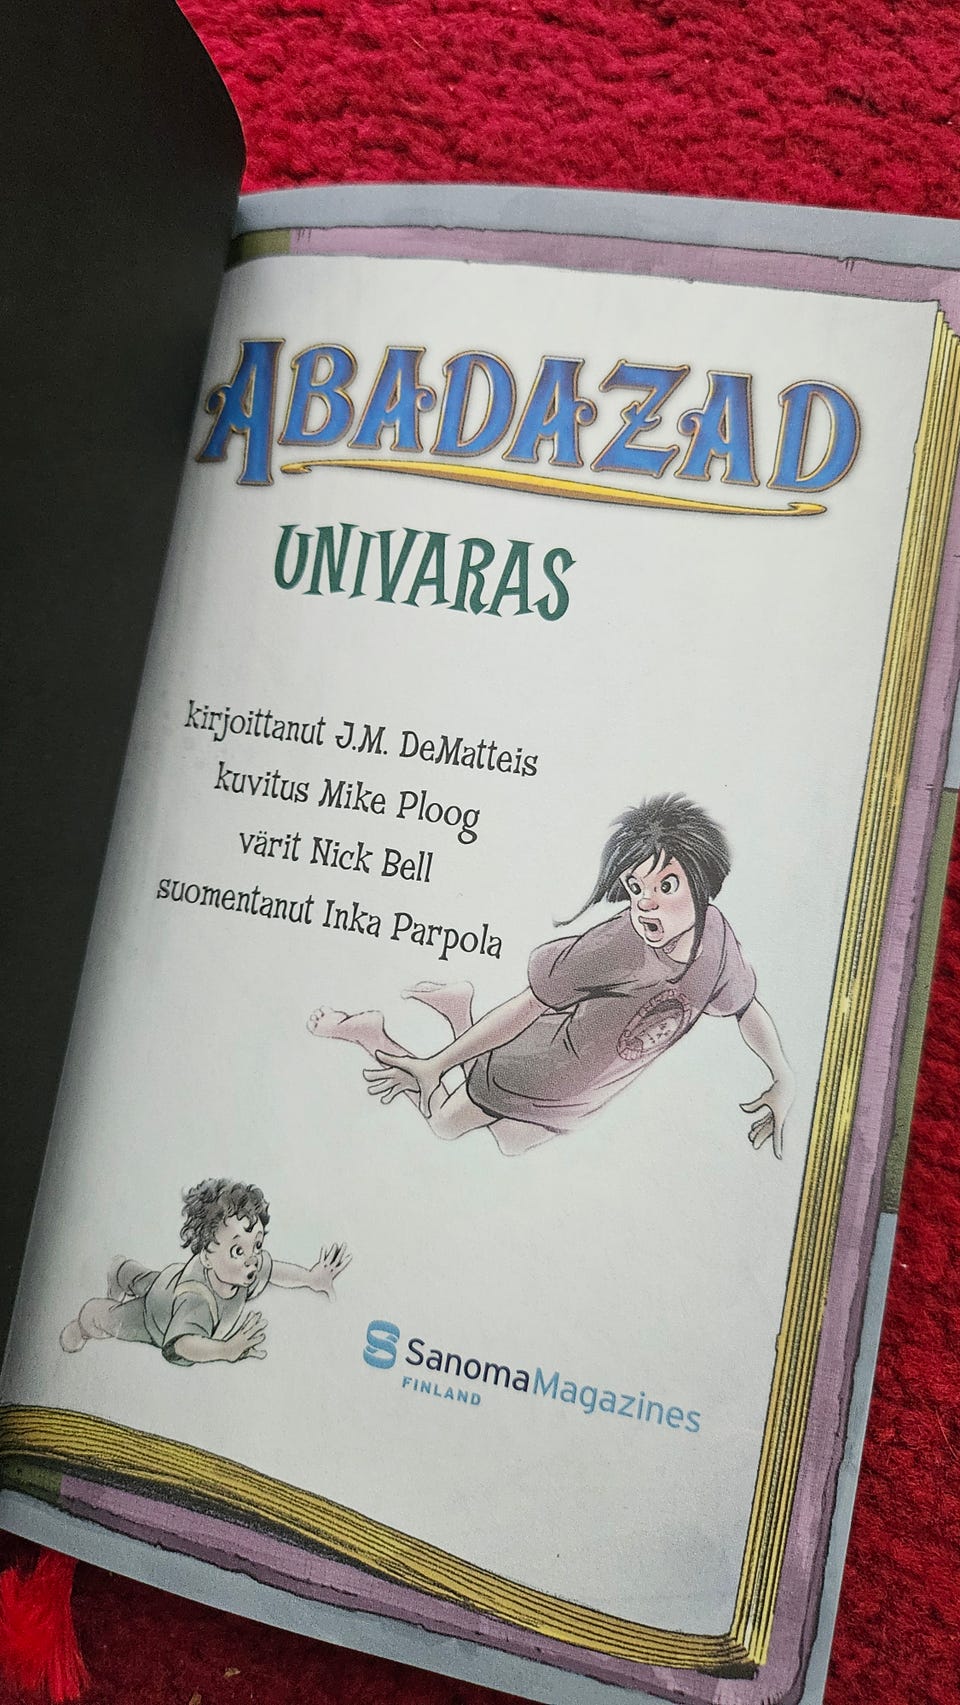 ABADAZAD
UNIVARAS
kirjoittanut J.M. DeMatteis
kuvitus Mike Ploog
värit Nick Bell
suomentanut Inka Parpola
SanomaMagazines
FINLAND